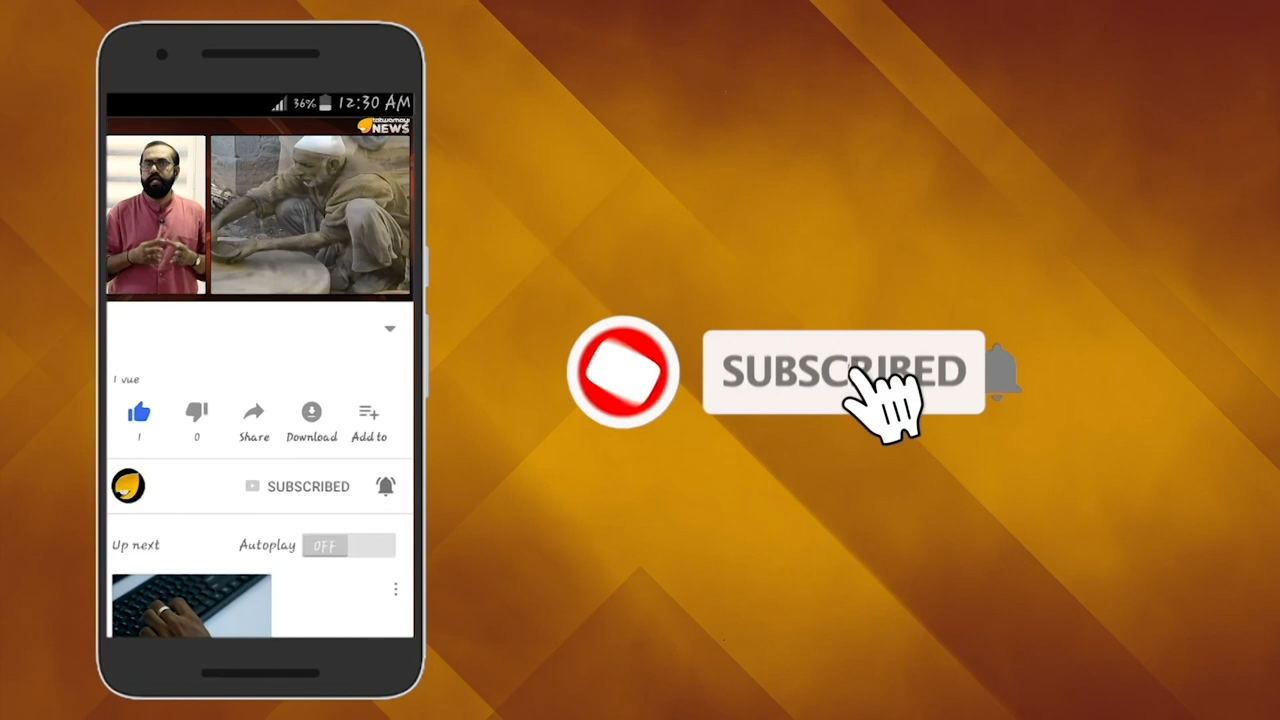 36% 12:30 AM
tatwamayi
NEWS
1 vue
1
0
Share
Download
Add to
SUBSCRIBED
Up next
Autoplay
OFF
SUBSCRIBED